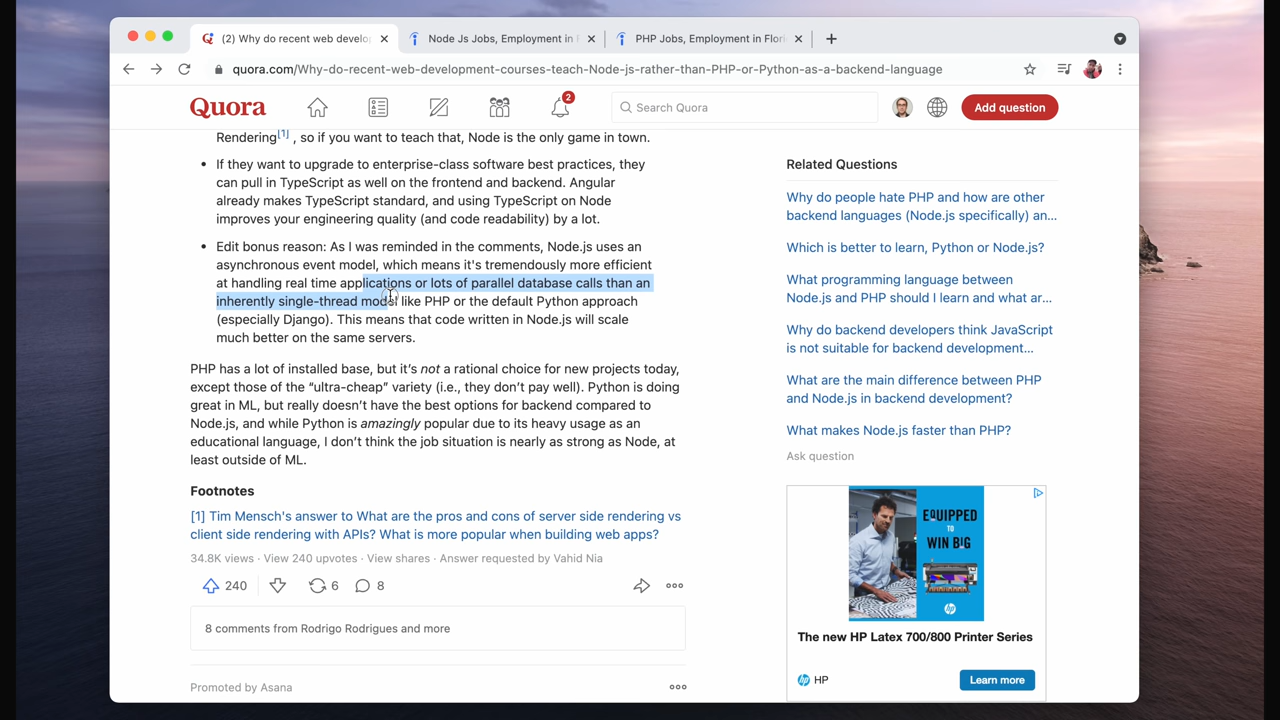 (2) Why do recent web develo
Node Js Jobs, Employment in F
PHP Jobs, Employment in Flori
quora.com/Why-do-recent-web-development-courses-teach-Node-js-rather-than-PHP-or-Python-as-a-backend-language
Quora
2
Search Quora
Add question
Rendering[1] , so if you want to teach that, Node is the only game in town.
• If they want to upgrade to enterprise-class software best practices, they
can pull in TypeScript as well on the frontend and backend. Angular
already makes TypeScript standard, and using TypeScript on Node
improves your engineering quality (and code readability) by a lot.
• Edit bonus reason: As I was reminded in the comments, Node.js uses an
asynchronous event model, which means it's tremendously more efficient
at handling real time applications or lots of parallel database calls than an
inherently single-thread model like PHP or the default Python approach
(especially Django). This means that code written in Node.js will scale
much better on the same servers.
PHP has a lot of installed base, but it's not a rational choice for new projects today,
except those of the “ultra-cheap” variety (i.e., they don't pay well). Python is doing
great in ML, but really doesn't have the best options for backend compared to
Node.js, and while Python is amazingly popular due to its heavy usage as an
educational language, I don't think the job situation is nearly as strong as Node, at
least outside of ML.
Footnotes
[1] Tim Mensch's answer to What are the pros and cons of server side rendering vs
client side rendering with APIs? What is more popular when building web apps?
34.8K views · View 240 upvotes · View shares · Answer requested by Vahid Nia
240
6
8
8 comments from Rodrigo Rodrigues and more
Promoted by Asana
Related Questions
Why do people hate PHP and how are other
backend languages (Node.js specifically) an...
Which is better to learn, Python or Node.js?
What programming language between
Node.js and PHP should I learn and what ar...
Why do backend developers think JavaScript
is not suitable for backend development...
What are the main difference between PHP
and Node.js in backend development?
What makes Node.js faster than PHP?
Ask question
EQUIPPED
TO
WIN BIG
hp
The new HP Latex 700/800 Printer Series
hp
HP
Learn more